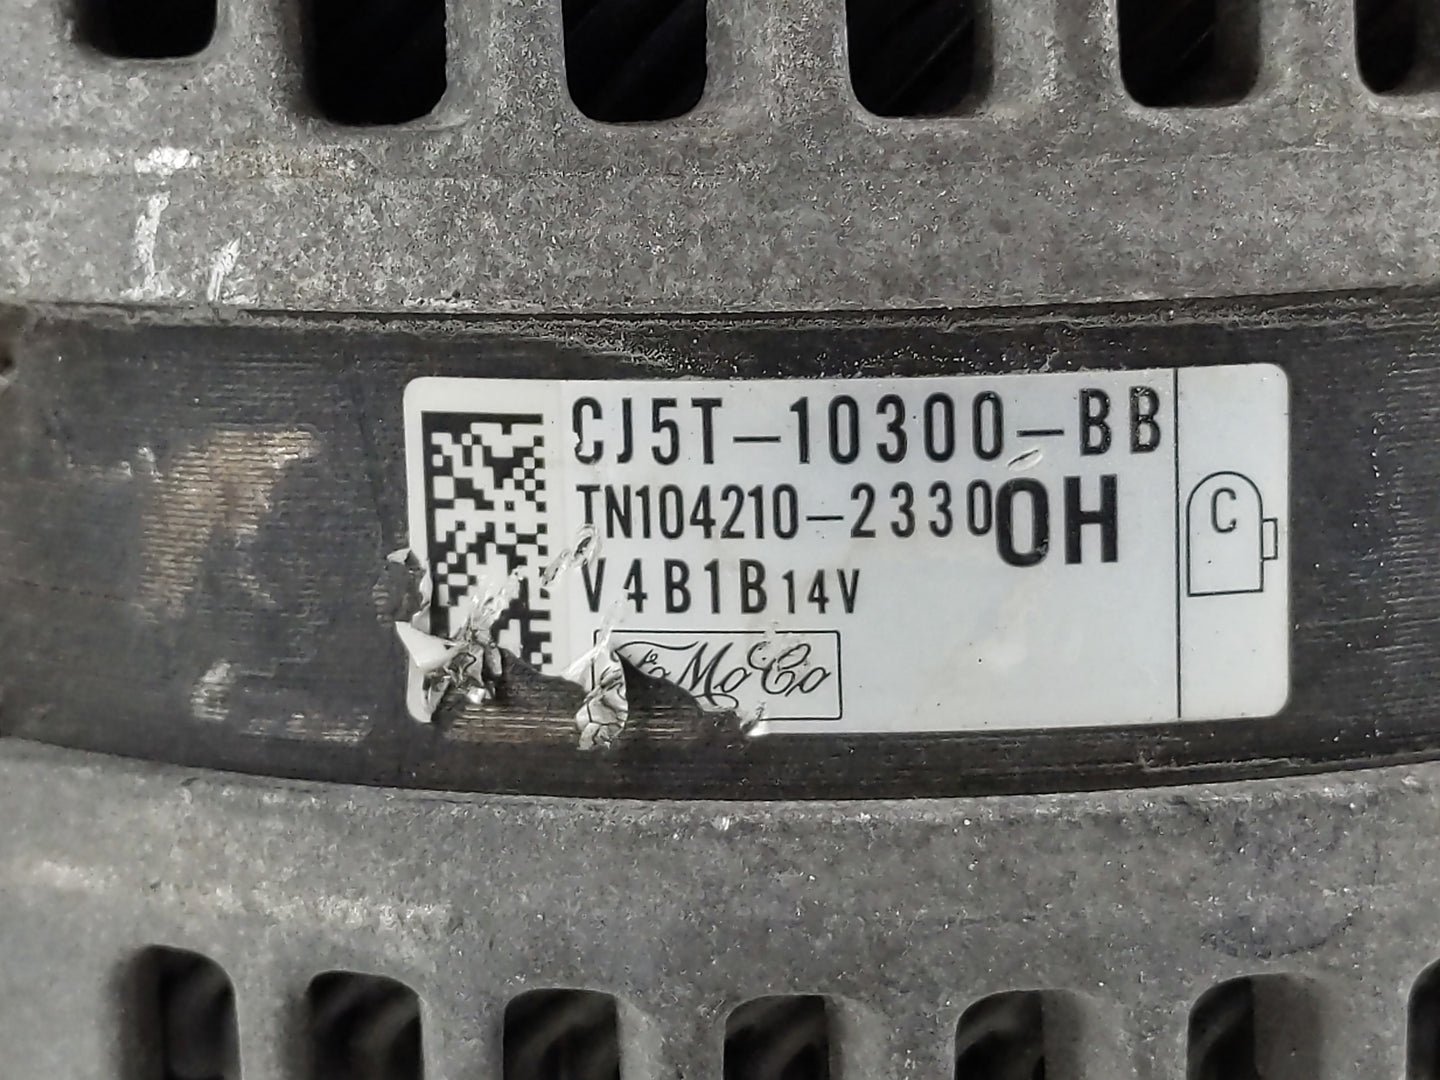 CJ5T-10300-BB
TN104210-2330 OH
V4B1B 14V
FoMoCo
C